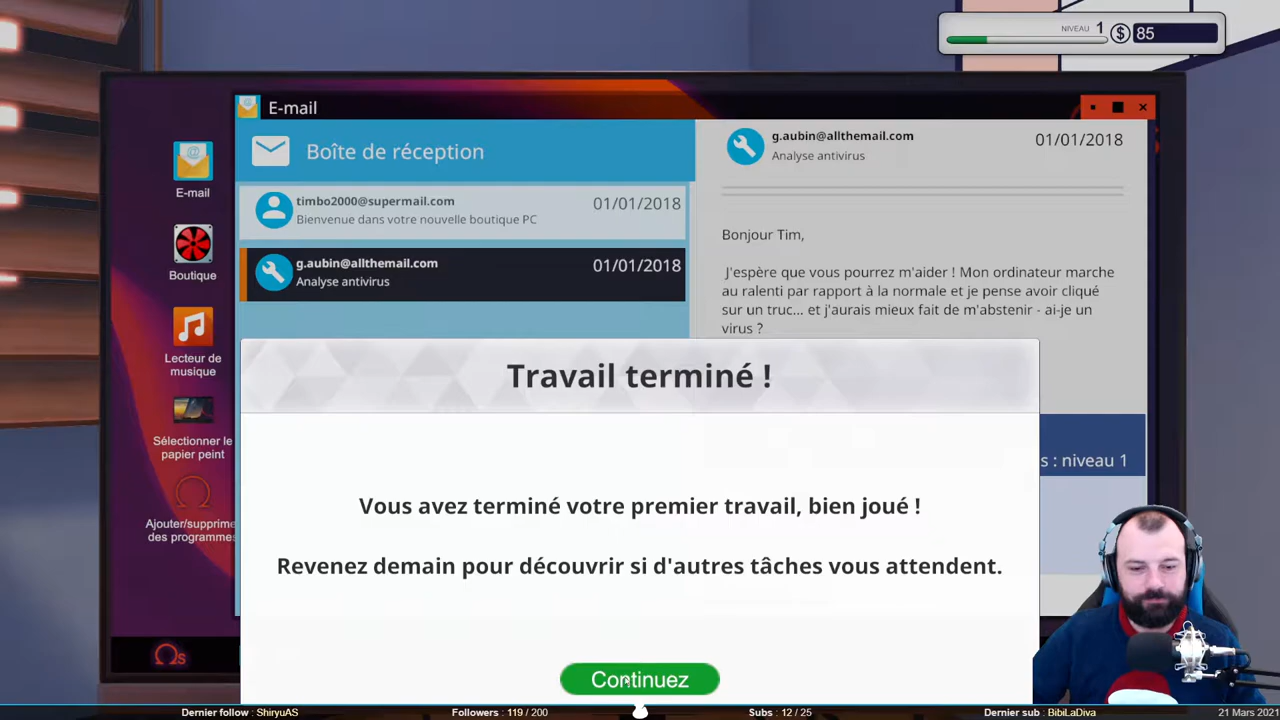 NIVEAU 1
$ 85
E-mail
Boîte de réception
timbo2000@supermail.com
01/01/2018
Bienvenue dans votre nouvelle boutique PC
g.aubin@allthemail.com
01/01/2018
Analyse antivirus
g.aubin@allthemail.com
01/01/2018
Analyse antivirus
Bonjour Tim,
J'espère que vous pourrez m'aider ! Mon ordinateur marche
au ralenti par rapport à la normale et je pense avoir cliqué
sur un truc... et j'aurais mieux fait de m'abstenir - ai-je un
virus ?
s : niveau 1
E-mail
Boutique
Lecteur de
musique
Sélectionner le
papier peint
Ajouter/supprime
des programmes
Travail terminé !
Vous avez terminé votre premier travail, bien joué !
Revenez demain pour découvrir si d'autres tâches vous attendent.
Continuez
Ωs
Dernier follow : ShiryuAS
Followers : 119 / 200
Subs : 12 / 25
Dernier sub : BibiLaDiva
21 Mars 2021